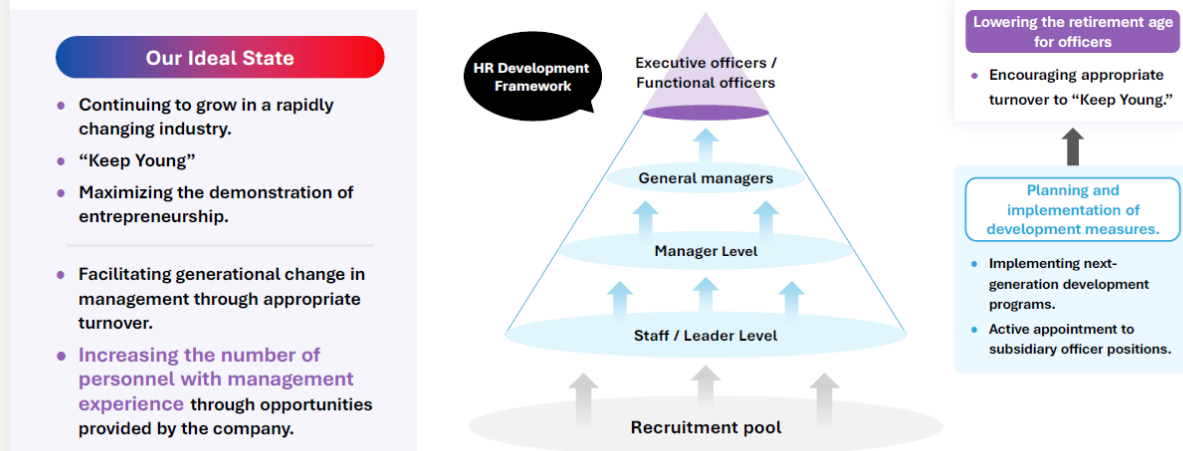 Our Ideal State
Continuing to grow in a rapidly
changing industry.
“Keep Young”
Maximizing the demonstration of
entrepreneurship.
Facilitating generational change in
management through appropriate
turnover.
Increasing the number of
personnel with management
experience through opportunities
provided by the company.
HR Development
Framework
Executive officers /
Functional officers
General managers
Manager Level
Staff / Leader Level
Recruitment pool
Lowering the retirement age
for officers
Encouraging appropriate
turnover to “Keep Young.”
Planning and
implementation of
development measures.
Implementing next-
generation development
programs.
Active appointment to
subsidiary officer positions.